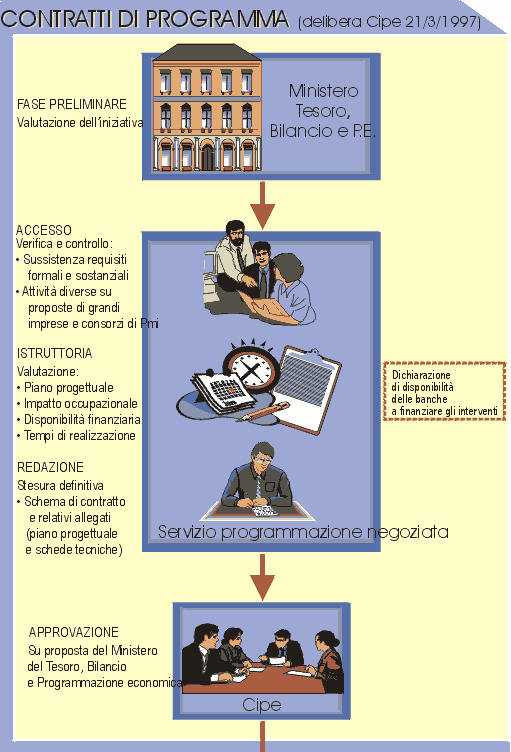 CONTRATTI DI PROGRAMMA (delibera Cipe 21/3/1997)
FASE PRELIMINARE
Valutazione dell'iniziativa
Ministero
Tesoro,
Bilancio e P.E.
ACCESSO
Verifica e controllo:
• Sussistenza requisiti
formali e sostanziali
• Attività diverse su
proposte di grandi
imprese e consorzi di Pmi
ISTRUTTORIA
Valutazione:
• Piano progettuale
• Impatto occupazionale
• Disponibilità finanziaria
• Tempi di realizzazione
Dichiarazione
di disponibilità
delle banche
a finanziare gli interventi
REDAZIONE
Stesura definitiva
• Schema di contratto
e relativi allegati
(piano progettuale
e schede tecniche)
Servizio programmazione negoziata
APPROVAZIONE
Su proposta del Ministero
del Tesoro, Bilancio
e Programmazione economica
Cipe